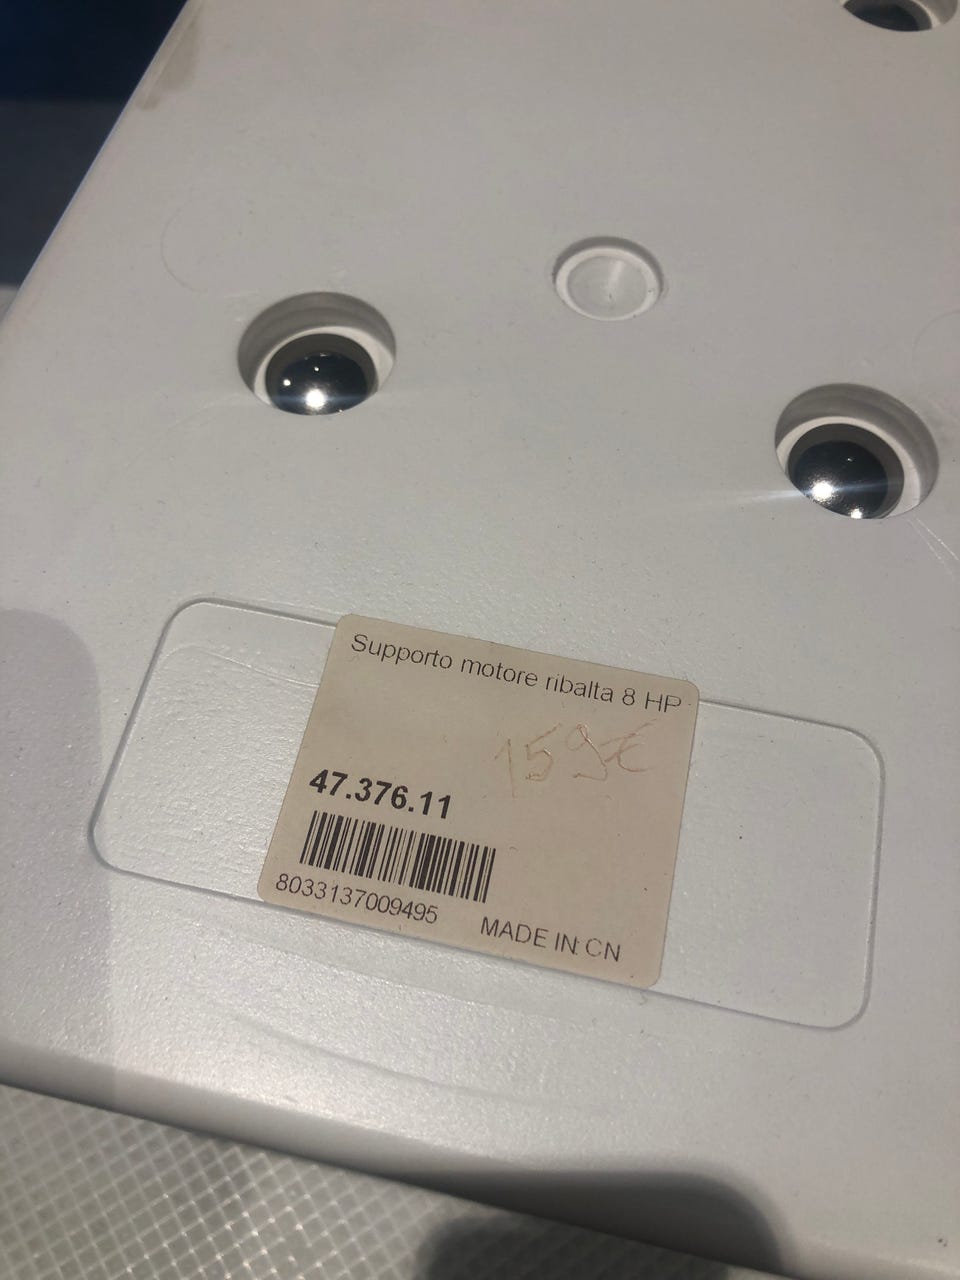 Supporto motore ribalta 8 HP
159€
47.376.11
8033137009495
MADE IN: CN